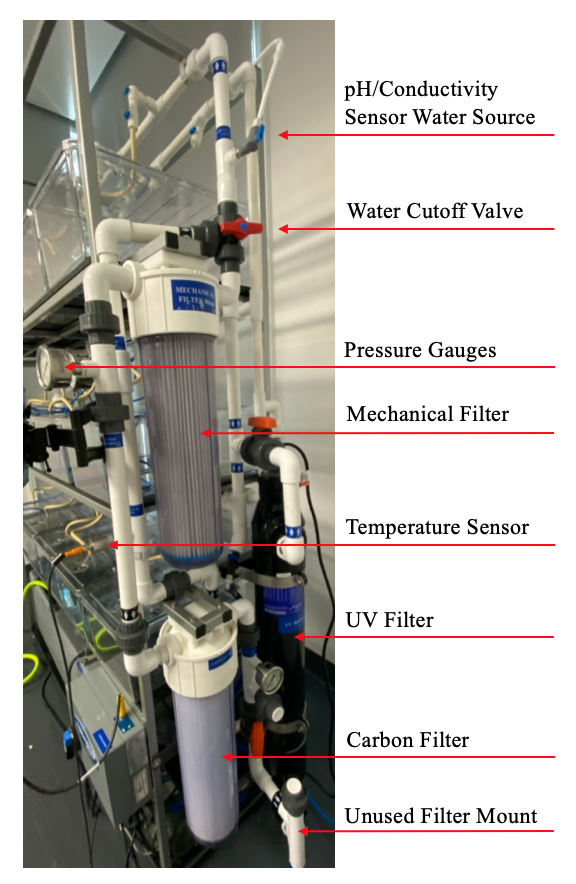 pH/Conductivity
Sensor Water Source
Water Cutoff Valve
MECHANICAL
FILTER
Pressure Gauges
Mechanical Filter
Temperature Sensor
UV Filter
Carbon Filter
Unused Filter Mount